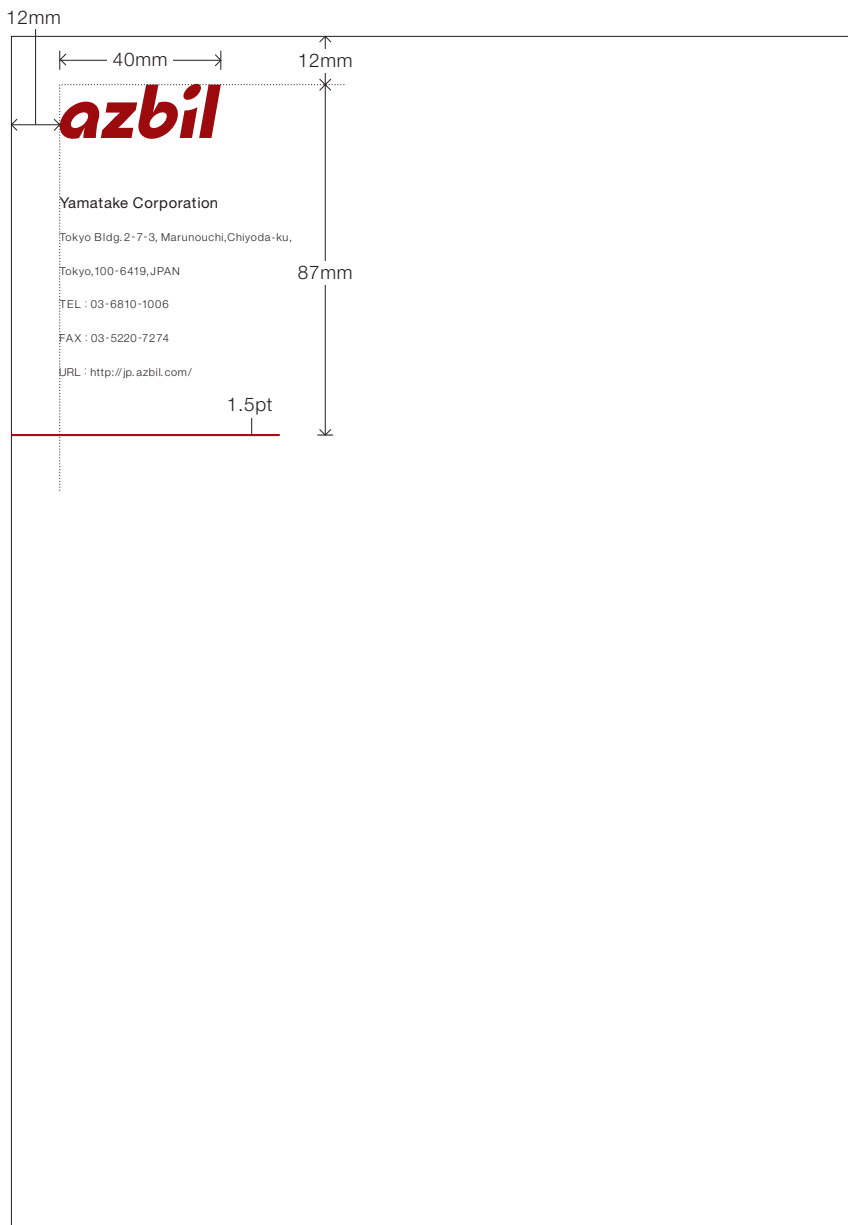 12mm
40mm
12mm
azbil
Yamatake Corporation
Tokyo Bldg.2-7-3, Marunouchi,Chiyoda-ku,
Tokyo,100-6419,JPAN
87mm
TEL : 03-6810-1006
FAX : 03-5220-7274
URL : http://jp.azbil.com/
1.5pt